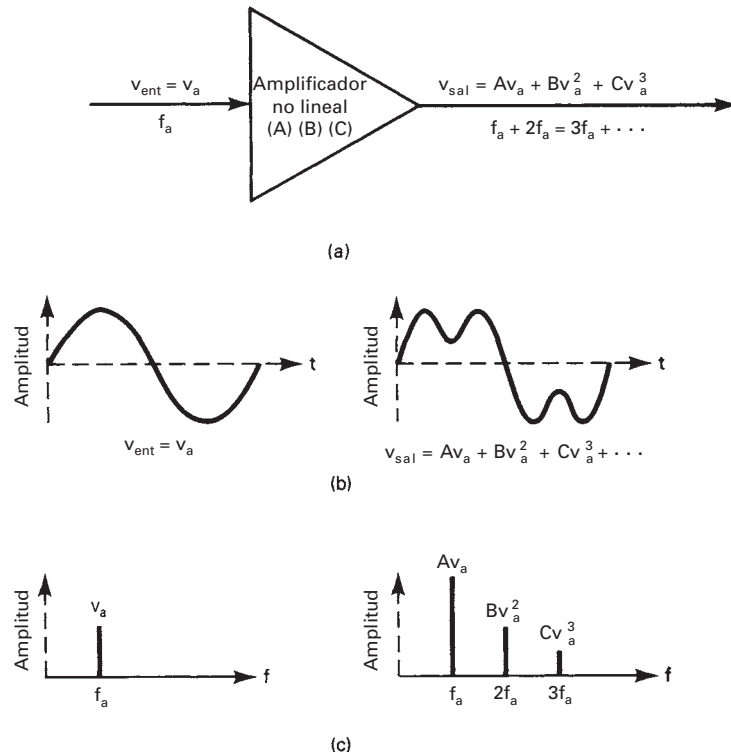 v_ent = v_a
f_a
Amplificador
no lineal
(A) (B) (C)
v_sal = Av_a + Bv_a^2 + Cv_a^3
f_a + 2f_a = 3f_a + · · ·
(a)
Amplitud
t
v_ent = v_a
Amplitud
t
v_sal = Av_a + Bv_a^2 + Cv_a^3 + · · ·
(b)
Amplitud
v_a
f_a
f
Amplitud
Av_a
Bv_a^2
Cv_a^3
f_a 2f_a 3f_a
f
(c)